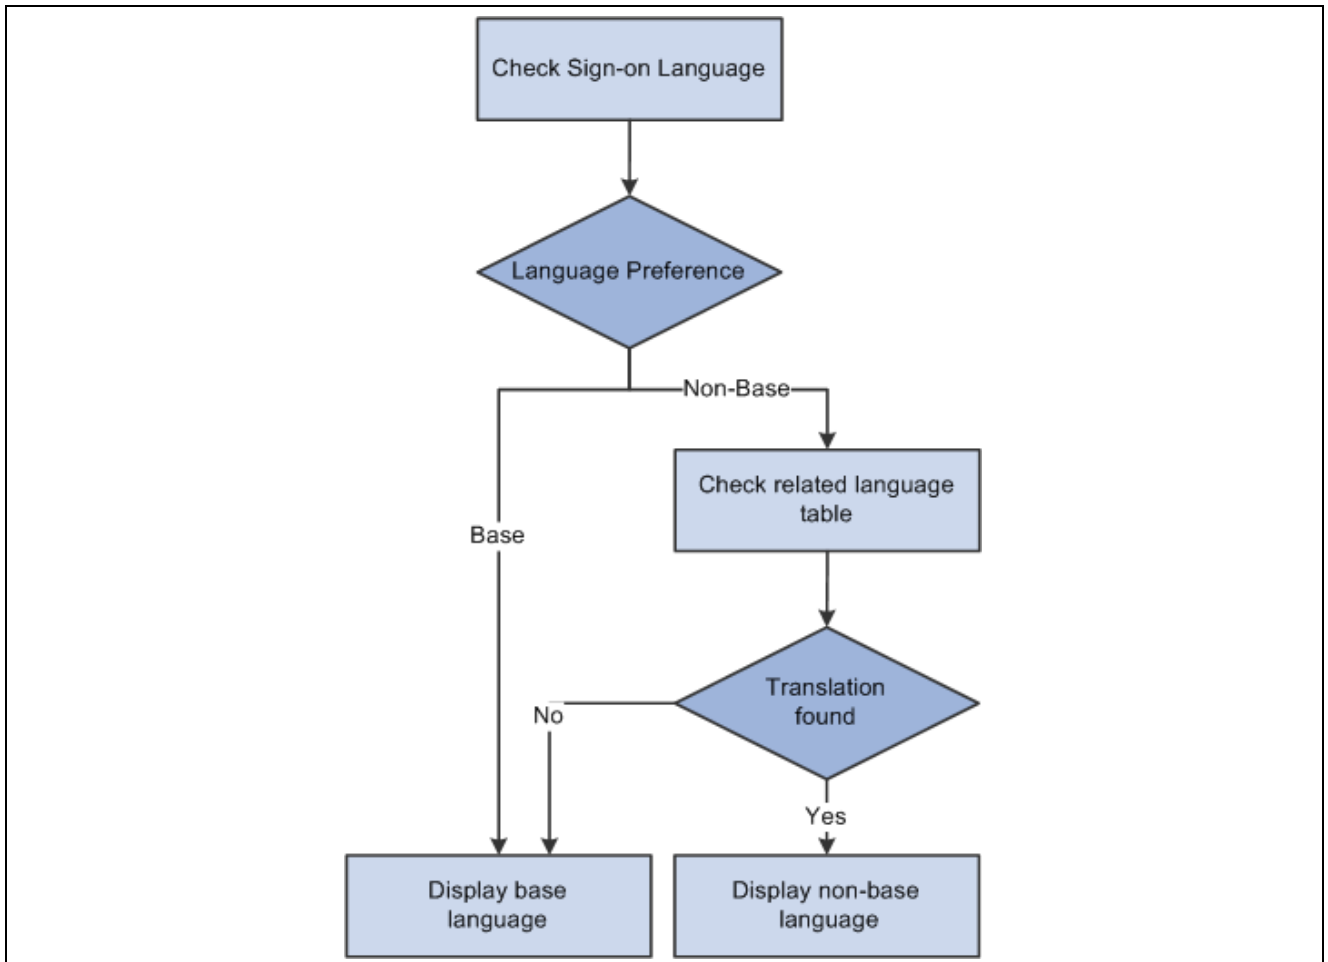 Check Sign-on Language
Language Preference
Non-Base
Check related language
table
Base
Translation
found
No
Yes
Display base
language
Display non-base
language